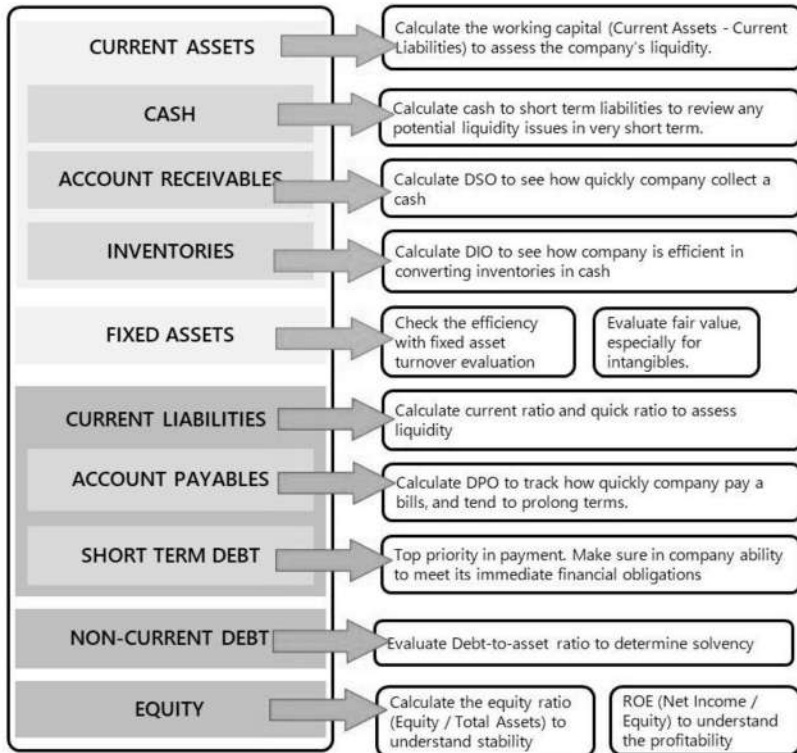 CURRENT ASSETS
Calculate the working capital (Current Assets - Current
Liabilities) to assess the company's liquidity.
CASH
Calculate cash to short term liabilities to review any
potential liquidity issues in very short term.
ACCOUNT RECEIVABLES
Calculate DSO to see how quickly company collect a
cash
INVENTORIES
Calculate DIO to see how company is efficient in
converting inventories in cash
FIXED ASSETS
Check the efficiency
with fixed asset
turnover evaluation
Evaluate fair value,
especially for
intangibles.
CURRENT LIABILITIES
Calculate current ratio and quick ratio to assess
liquidity
ACCOUNT PAYABLES
Calculate DPO to track how quickly company pay a
bills, and tend to prolong terms.
SHORT TERM DEBT
Top priority in payment. Make sure in company ability
to meet its immediate financial obligations
NON-CURRENT DEBT
Evaluate Debt-to-asset ratio to determine solvency
EQUITY
Calculate the equity ratio
(Equity / Total Assets) to
understand stability
ROE (Net Income /
Equity) to understand
the profitability